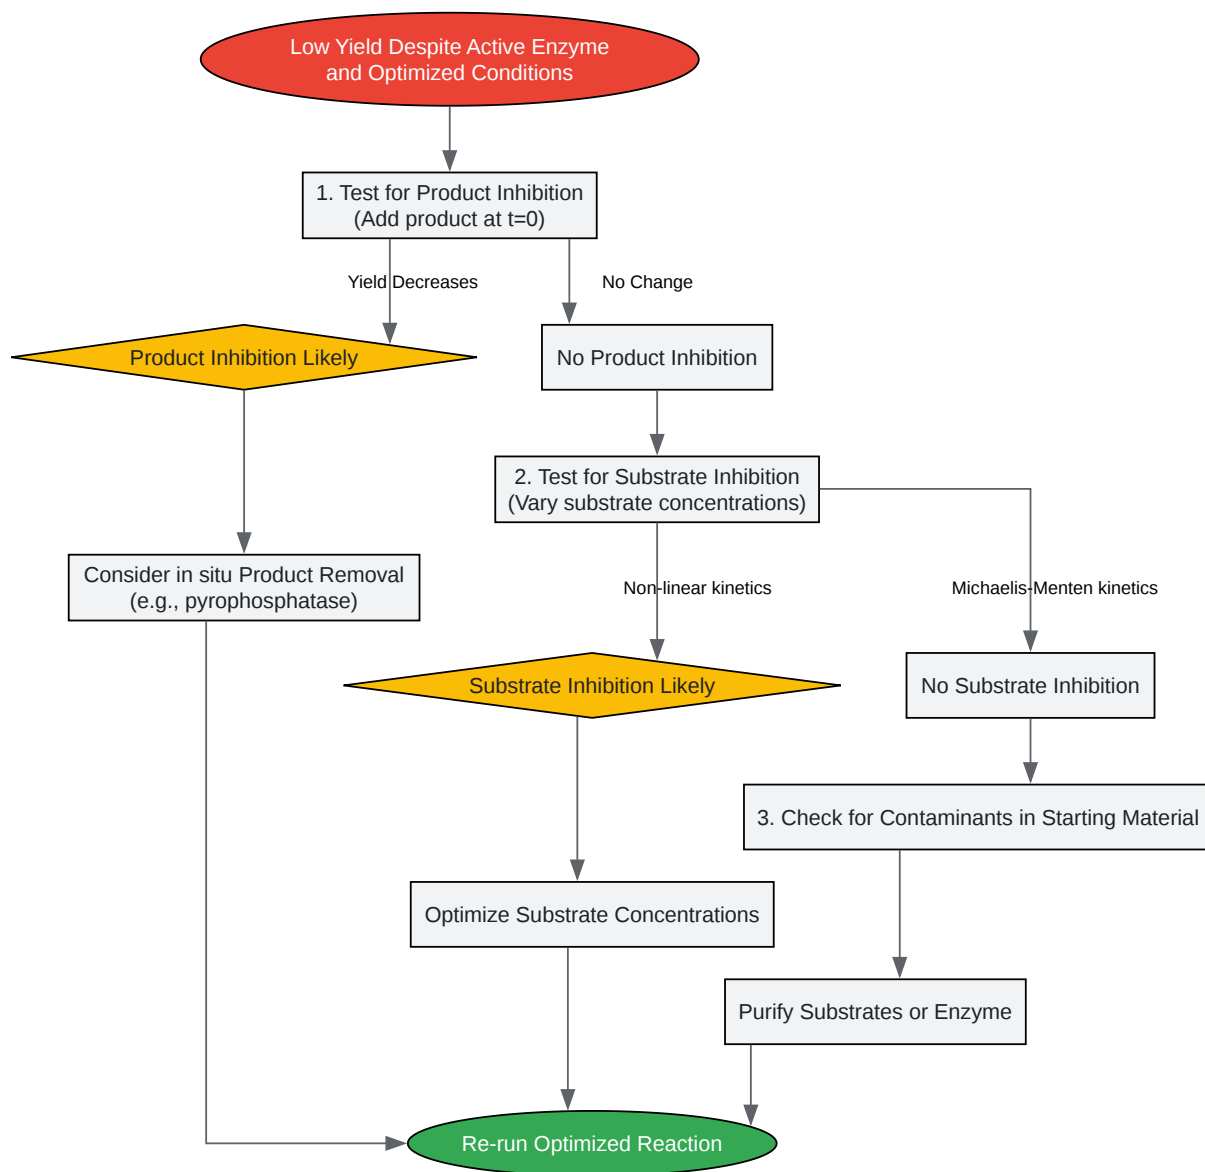 Low Yield Despite Active Enzyme
and Optimized Conditions
1. Test for Product Inhibition
(Add product at t=0)
Yield Decreases
No Change
Product Inhibition Likely
No Product Inhibition
2. Test for Substrate Inhibition
(Vary substrate concentrations)
Consider in situ Product Removal
(e.g., pyrophosphatase)
Non-linear kinetics
Michaelis-Menten kinetics
Substrate Inhibition Likely
No Substrate Inhibition
3. Check for Contaminants in Starting Material
Optimize Substrate Concentrations
Purify Substrates or Enzyme
Re-run Optimized Reaction